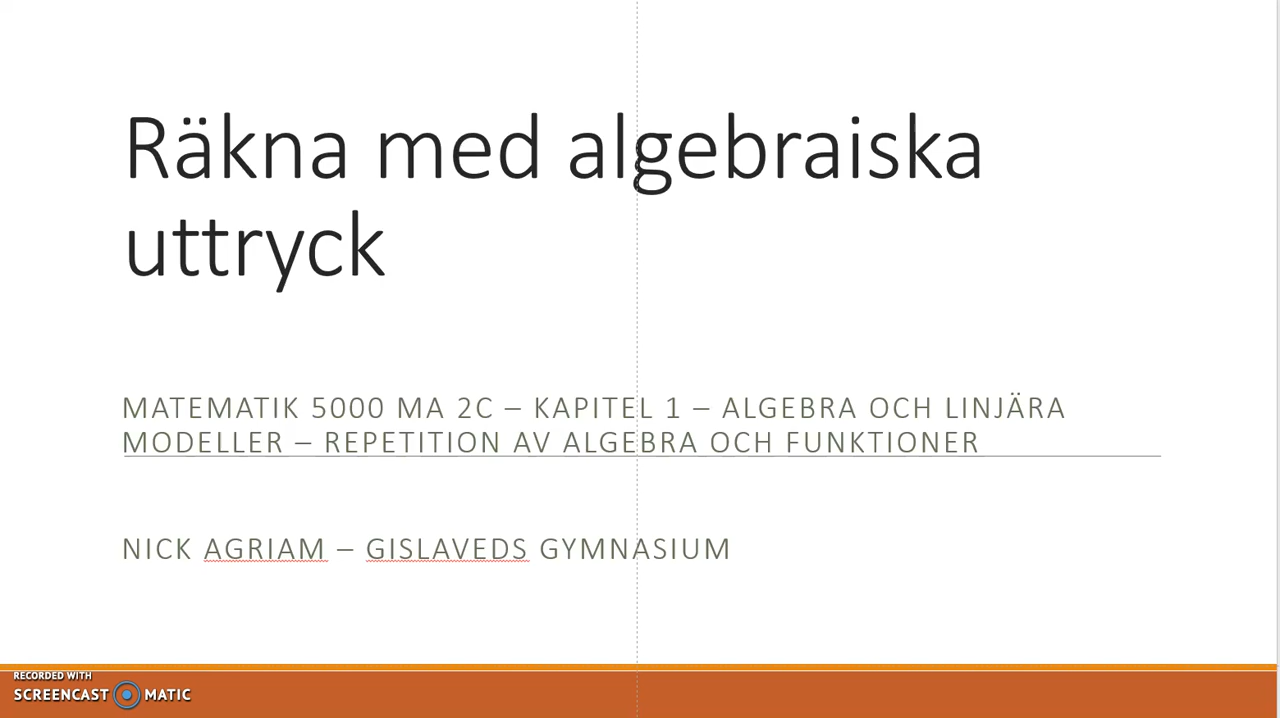 Räkna med algebraiska
uttryck
MATEMATIK 5000 MA 2C – KAPITEL 1 – ALGEBRA OCH LINJÄRA
MODELLER – REPETITION AV ALGEBRA OCH FUNKTIONER
NICK AGRIAM – GISLAVEDS GYMNASIUM
RECORDED WITH
SCREENCAST MATIC